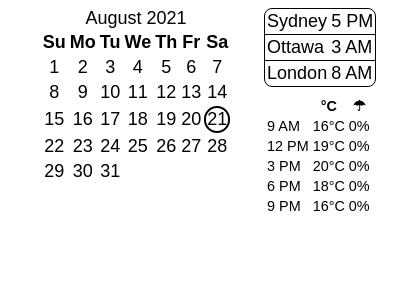 August 2021
Su Mo Tu We Th Fr Sa
1 2 3 4 5 6 7
8 9 10 11 12 13 14
15 16 17 18 19 20 21
22 23 24 25 26 27 28
29 30 31
Sydney 5 PM
Ottawa 3 AM
London 8 AM
°C ☂
9 AM 16°C 0%
12 PM 19°C 0%
3 PM 20°C 0%
6 PM 18°C 0%
9 PM 16°C 0%